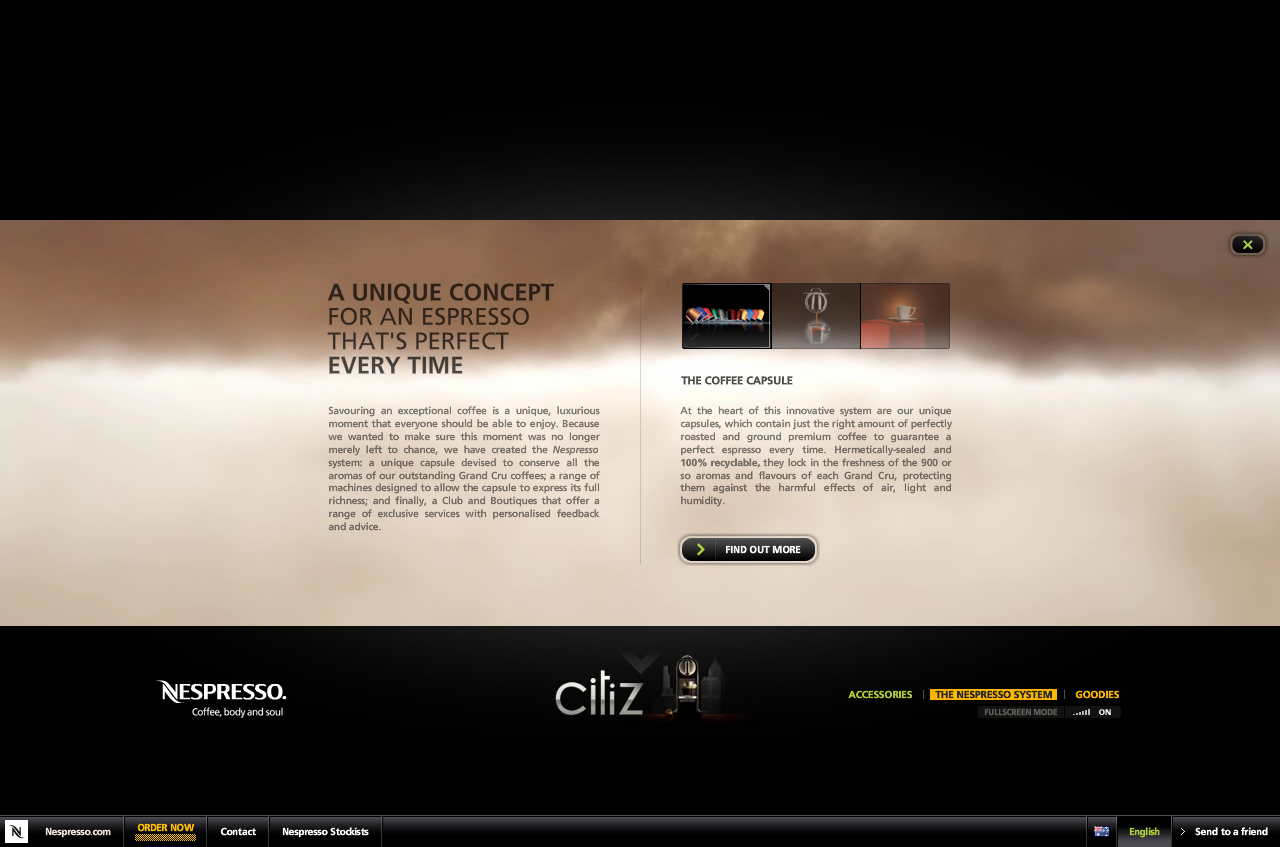 A UNIQUE CONCEPT
FOR AN ESPRESSO
THAT'S PERFECT
EVERY TIME
Savouring an exceptional coffee is a unique, luxurious
moment that everyone should be able to enjoy. Because
we wanted to make sure this moment was no longer
merely left to chance, we have created the Nespresso
system: a unique capsule devised to conserve all the
aromas of our outstanding Grand Cru coffees; a range of
machines designed to allow the capsule to express its full
richness; and finally, a Club and Boutiques that offer a
range of exclusive services with personalised feedback
and advice.
THE COFFEE CAPSULE
At the heart of this innovative system are our unique
capsules, which contain just the right amount of perfectly
roasted and ground premium coffee to guarantee a
perfect espresso every time. Hermetically-sealed and
100% recyclable, they lock in the freshness of the 900 or
so aromas and flavours of each Grand Cru, protecting
them against the harmful effects of air, light and
humidity.
FIND OUT MORE
NESPRESSO.
Coffee, body and soul
citiz
ACCESSORIES
THE NESPRESSO SYSTEM
GOODIES
FULLSCREEN MODE
ON
N
Nespresso.com
ORDER NOW
Contact
Nespresso Stockists
English
Send to a friend